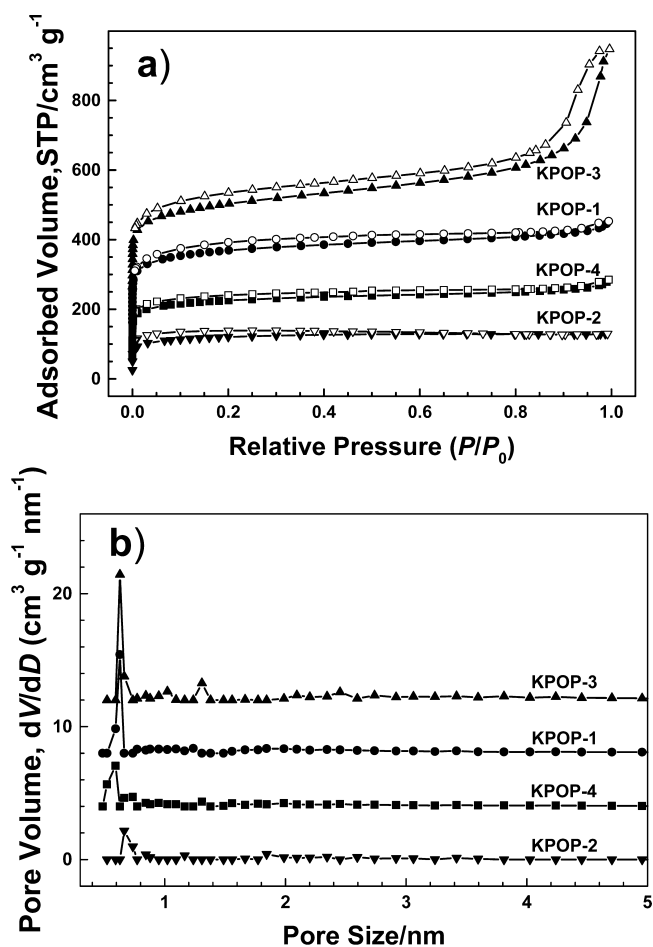 a)
800
600
400
200
0
KPOP-3
KPOP-1
KPOP-4
KPOP-2
0.0 0.2 0.4 0.6 0.8 1.0
Adsorbed Volume,STP/cm³ g⁻¹
Relative Pressure (P/P₀)
b)
20
10
0
KPOP-3
KPOP-1
KPOP-4
KPOP-2
1 2 3 4 5
Pore Volume, dV/dD (cm³ g⁻¹ nm⁻¹)
Pore Size/nm